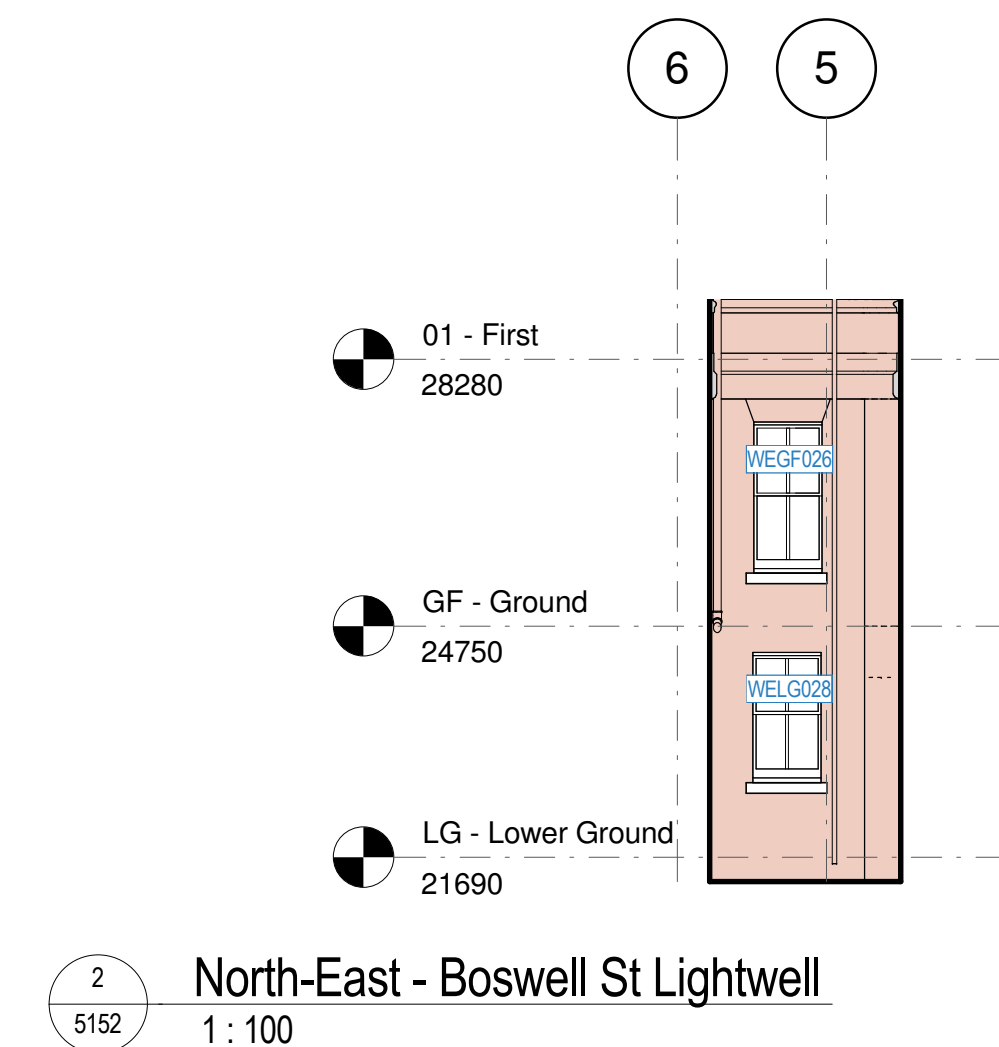 6
5
01 - First
28280
WEGF026
GF - Ground
24750
WELG028
LG - Lower Ground
21690
2
5152
North-East - Boswell St Lightwell
1 : 100